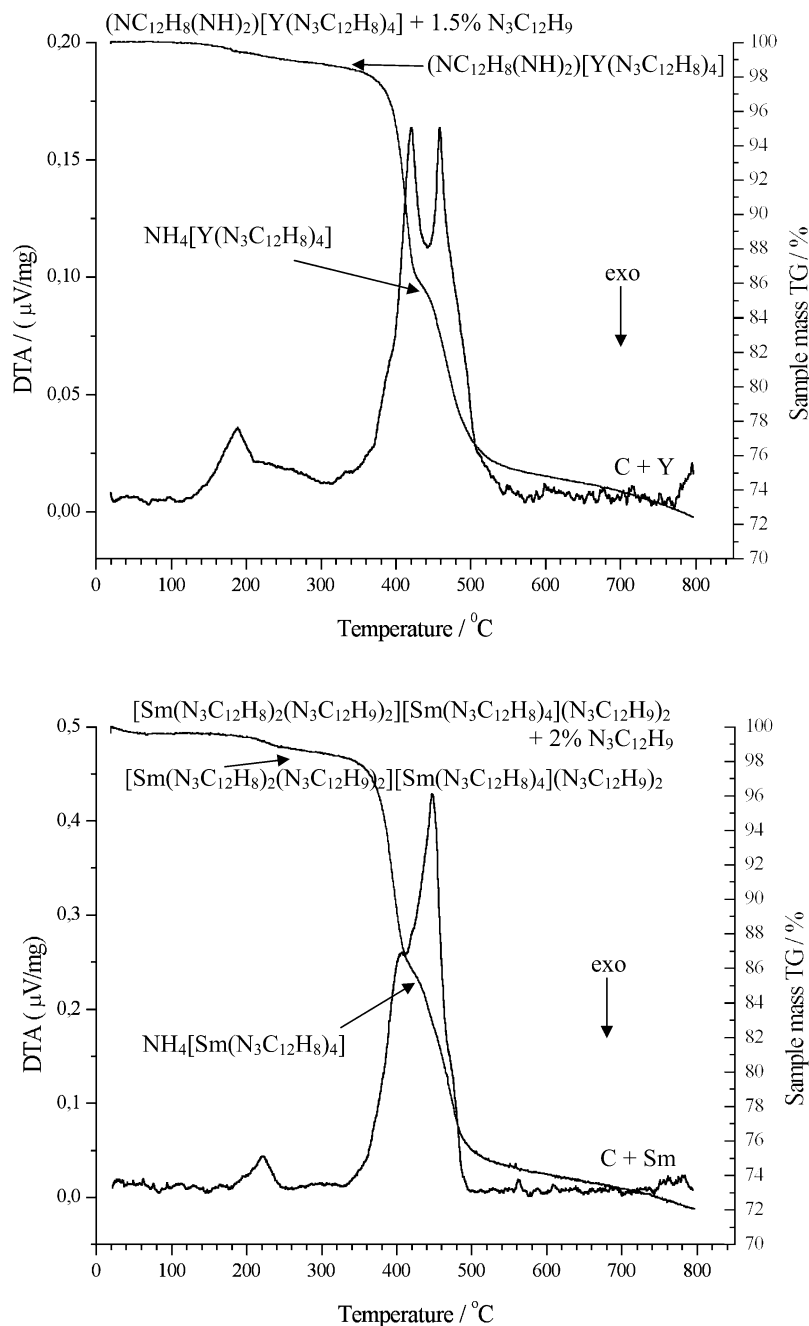 (NC₁₂H₈(NH)₂)[Y(N₃C₁₂H₈)₄] + 1.5% N₃C₁₂H₉
(NC₁₂H₈(NH)₂)[Y(N₃C₁₂H₈)₄]
NH₄[Y(N₃C₁₂H₈)₄]
exo
C + Y
DTA / ( µV/mg)
0,20
0,15
0,10
0,05
0,00
Sample mass TG / %
100
98
96
94
92
90
88
86
84
82
80
78
76
74
72
70
0 100 200 300 400 500 600 700 800
Temperature / ⁰C
[Sm(N₃C₁₂H₈)₂(N₃C₁₂H₉)₂][Sm(N₃C₁₂H₈)₄](N₃C₁₂H₉)₂
+ 2% N₃C₁₂H₉
[Sm(N₃C₁₂H₈)₂(N₃C₁₂H₉)₂][Sm(N₃C₁₂H₈)₄](N₃C₁₂H₉)₂
exo
NH₄[Sm(N₃C₁₂H₈)₄]
C + Sm
DTA ( µV/mg)
0,5
0,4
0,3
0,2
0,1
0,0
Sample mass TG / %
100
98
96
94
92
90
88
86
84
82
80
78
76
74
72
70
0 100 200 300 400 500 600 700 800
Temperature / °C